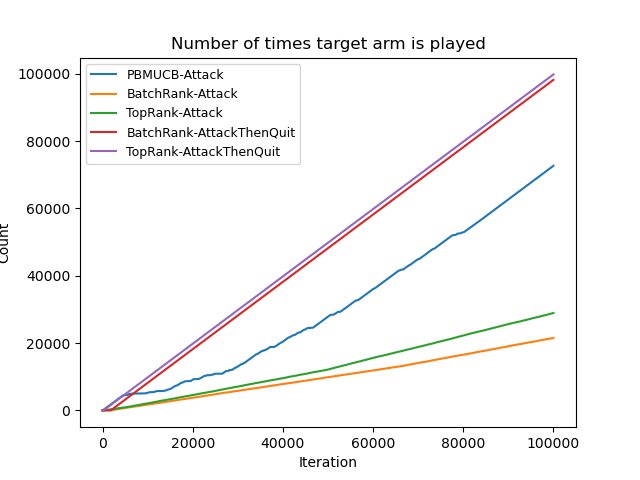 Number of times target arm is played
100000
80000
60000
40000
20000
0
Count
PBMUCB-Attack
BatchRank-Attack
TopRank-Attack
BatchRank-AttackThenQuit
TopRank-AttackThenQuit
0 20000 40000 60000 80000 100000
Iteration